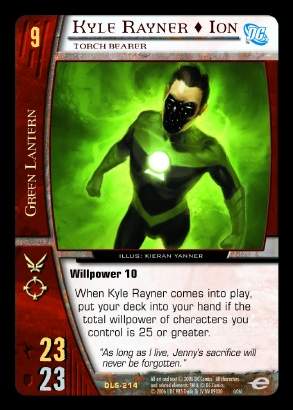 9
Kyle Rayner ♦ Ion
DC
TORCH BEARER
Green Lantern
ILLUS: KIERAN YANNER
Willpower 10
When Kyle Rayner comes into play,
put your deck into your hand if the
total willpower of characters you
control is 25 or greater.
"As long as I live, Jenny's sacrifice will
never be forgotten."
23
23
DLS-214